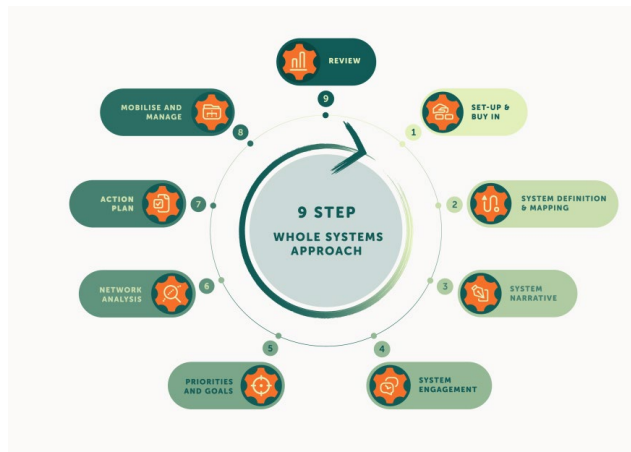 REVIEW
9
MOBILISE AND
MANAGE
8
1
SET-UP &
BUY IN
ACTION
PLAN
7
2
SYSTEM DEFINITION
& MAPPING
9 STEP
WHOLE SYSTEMS
APPROACH
NETWORK
ANALYSIS
6
3
SYSTEM
NARRATIVE
5
4
PRIORITIES
AND GOALS
SYSTEM
ENGAGEMENT